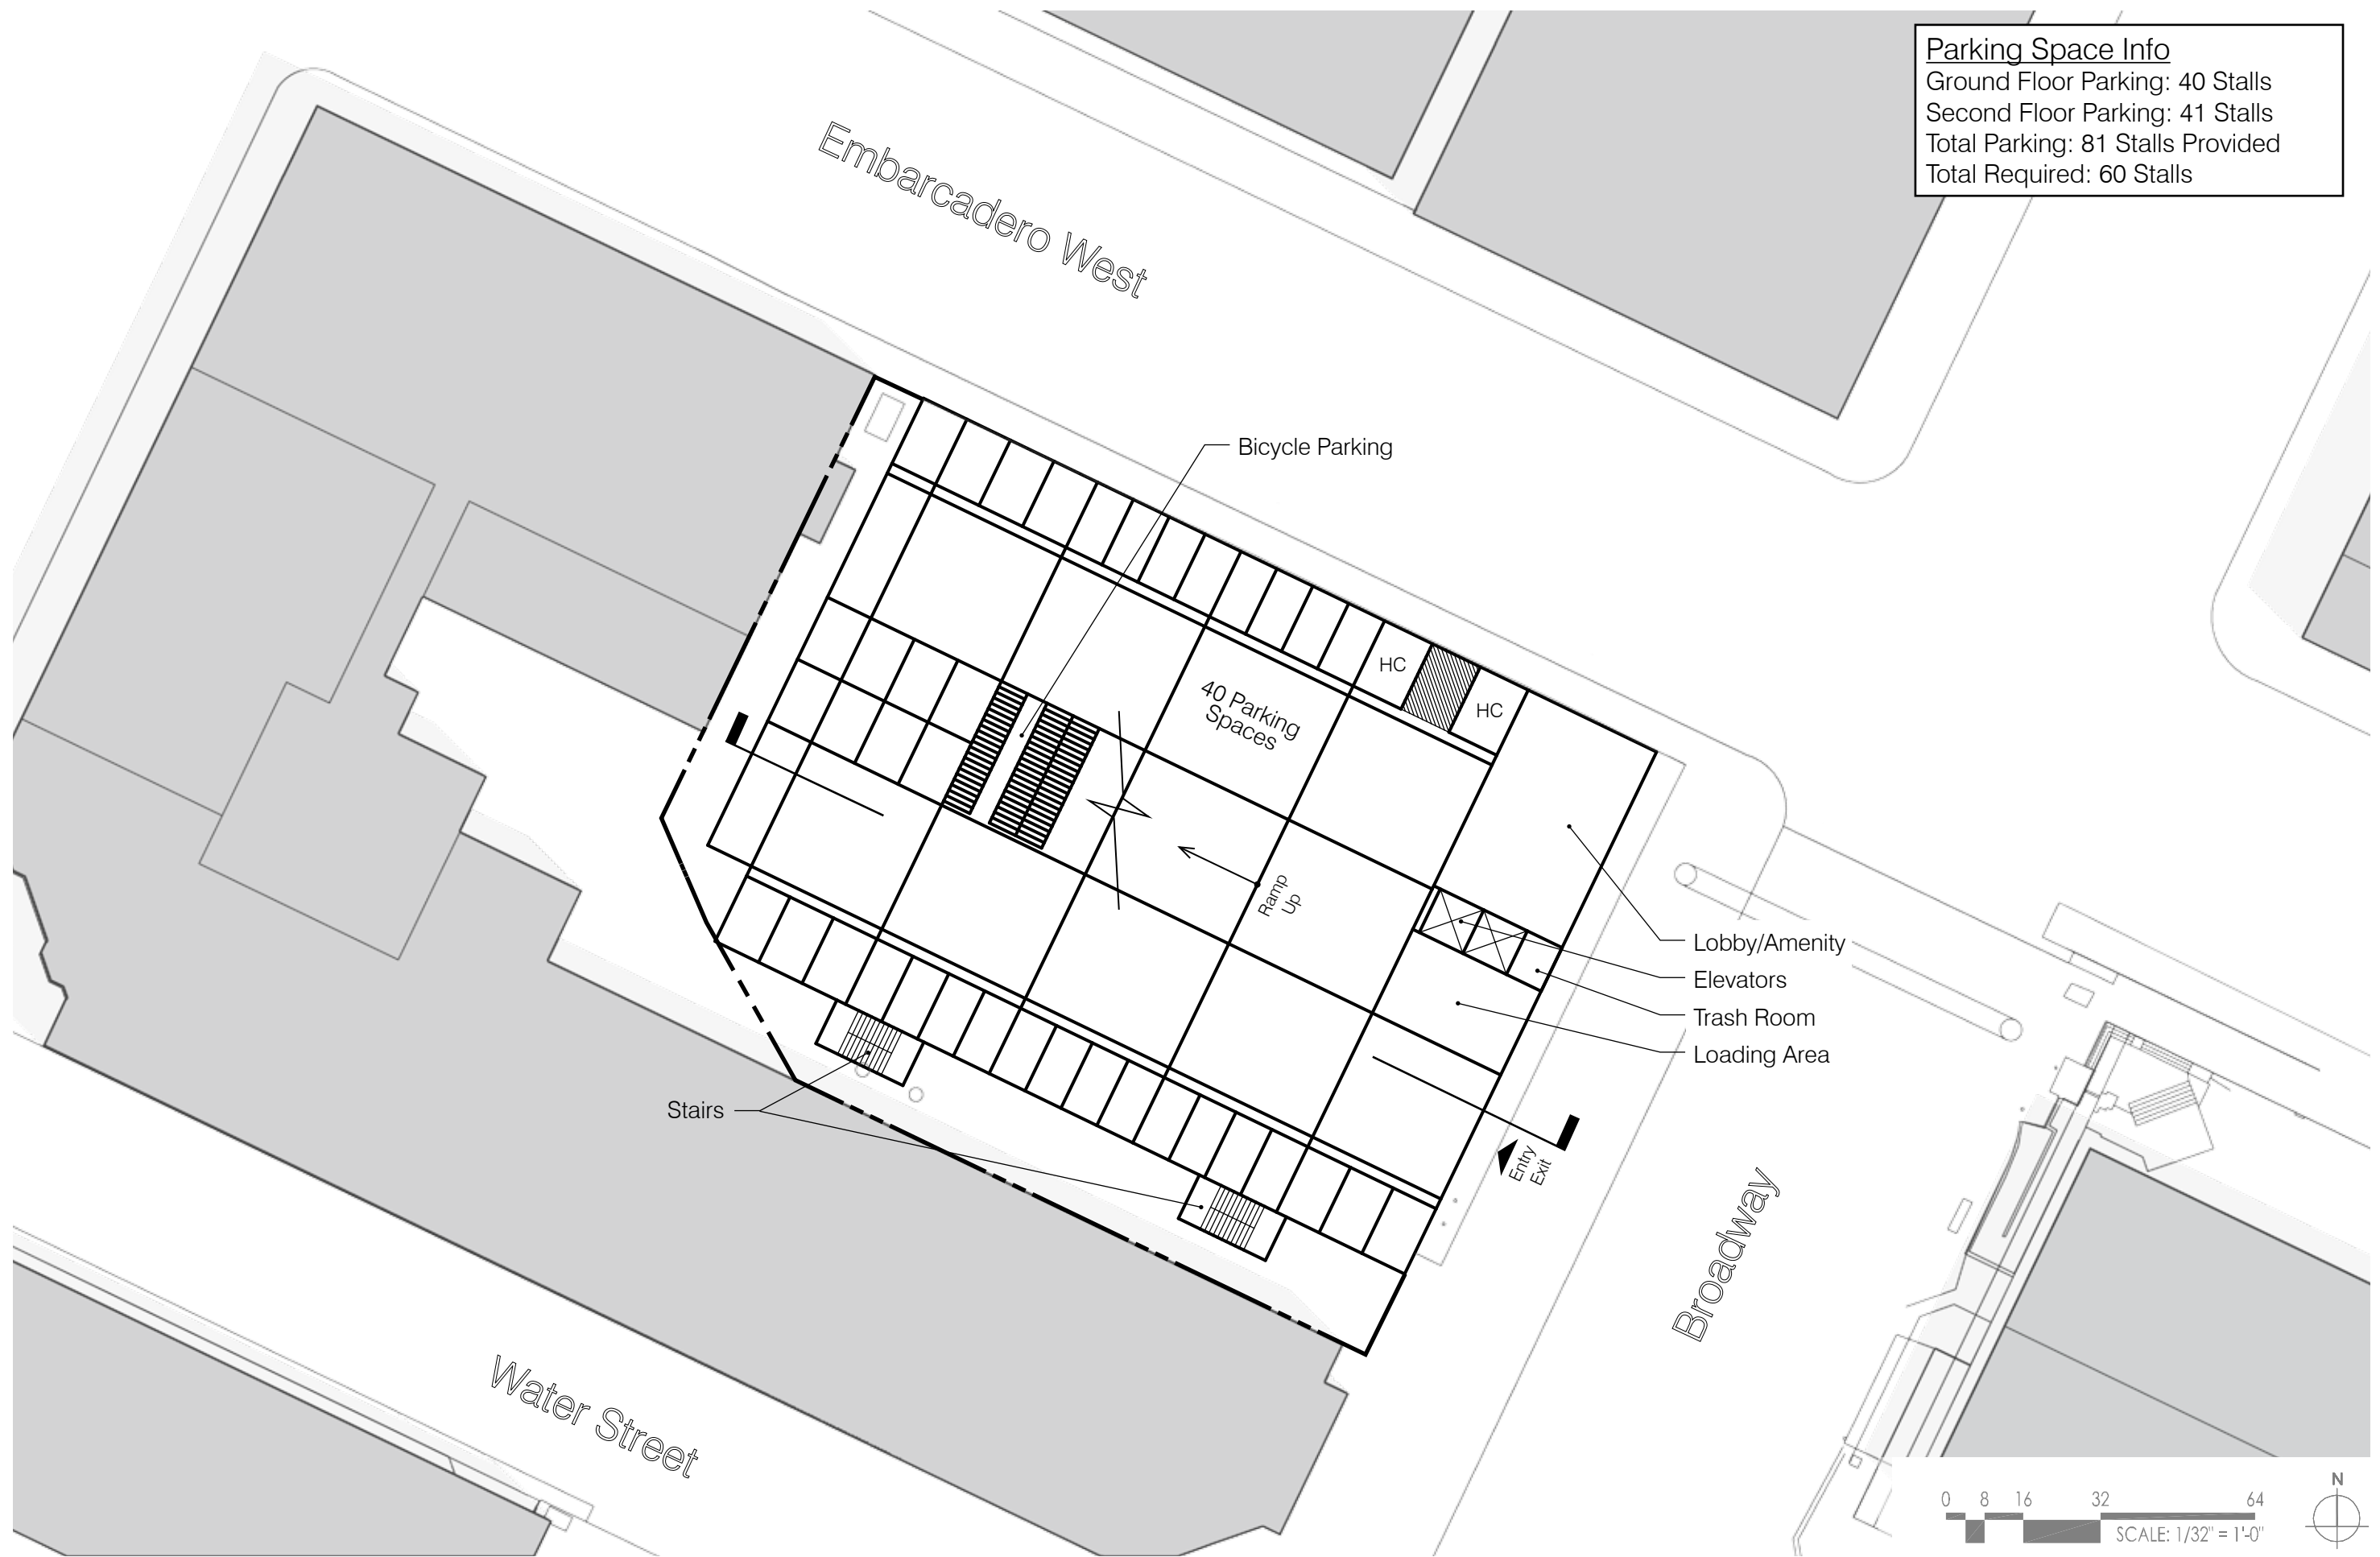 Parking Space Info
Ground Floor Parking: 40 Stalls
Second Floor Parking: 41 Stalls
Total Parking: 81 Stalls Provided
Total Required: 60 Stalls
Embarcadero West
Bicycle Parking
HC
HC
40 Parking
Spaces
Ramp
Up
Lobby/Amenity
Elevators
Trash Room
Loading Area
Stairs
Entry
Exit
Broadway
Water Street
N
0 8 16 32 64
SCALE: 1/32" = 1'-0"